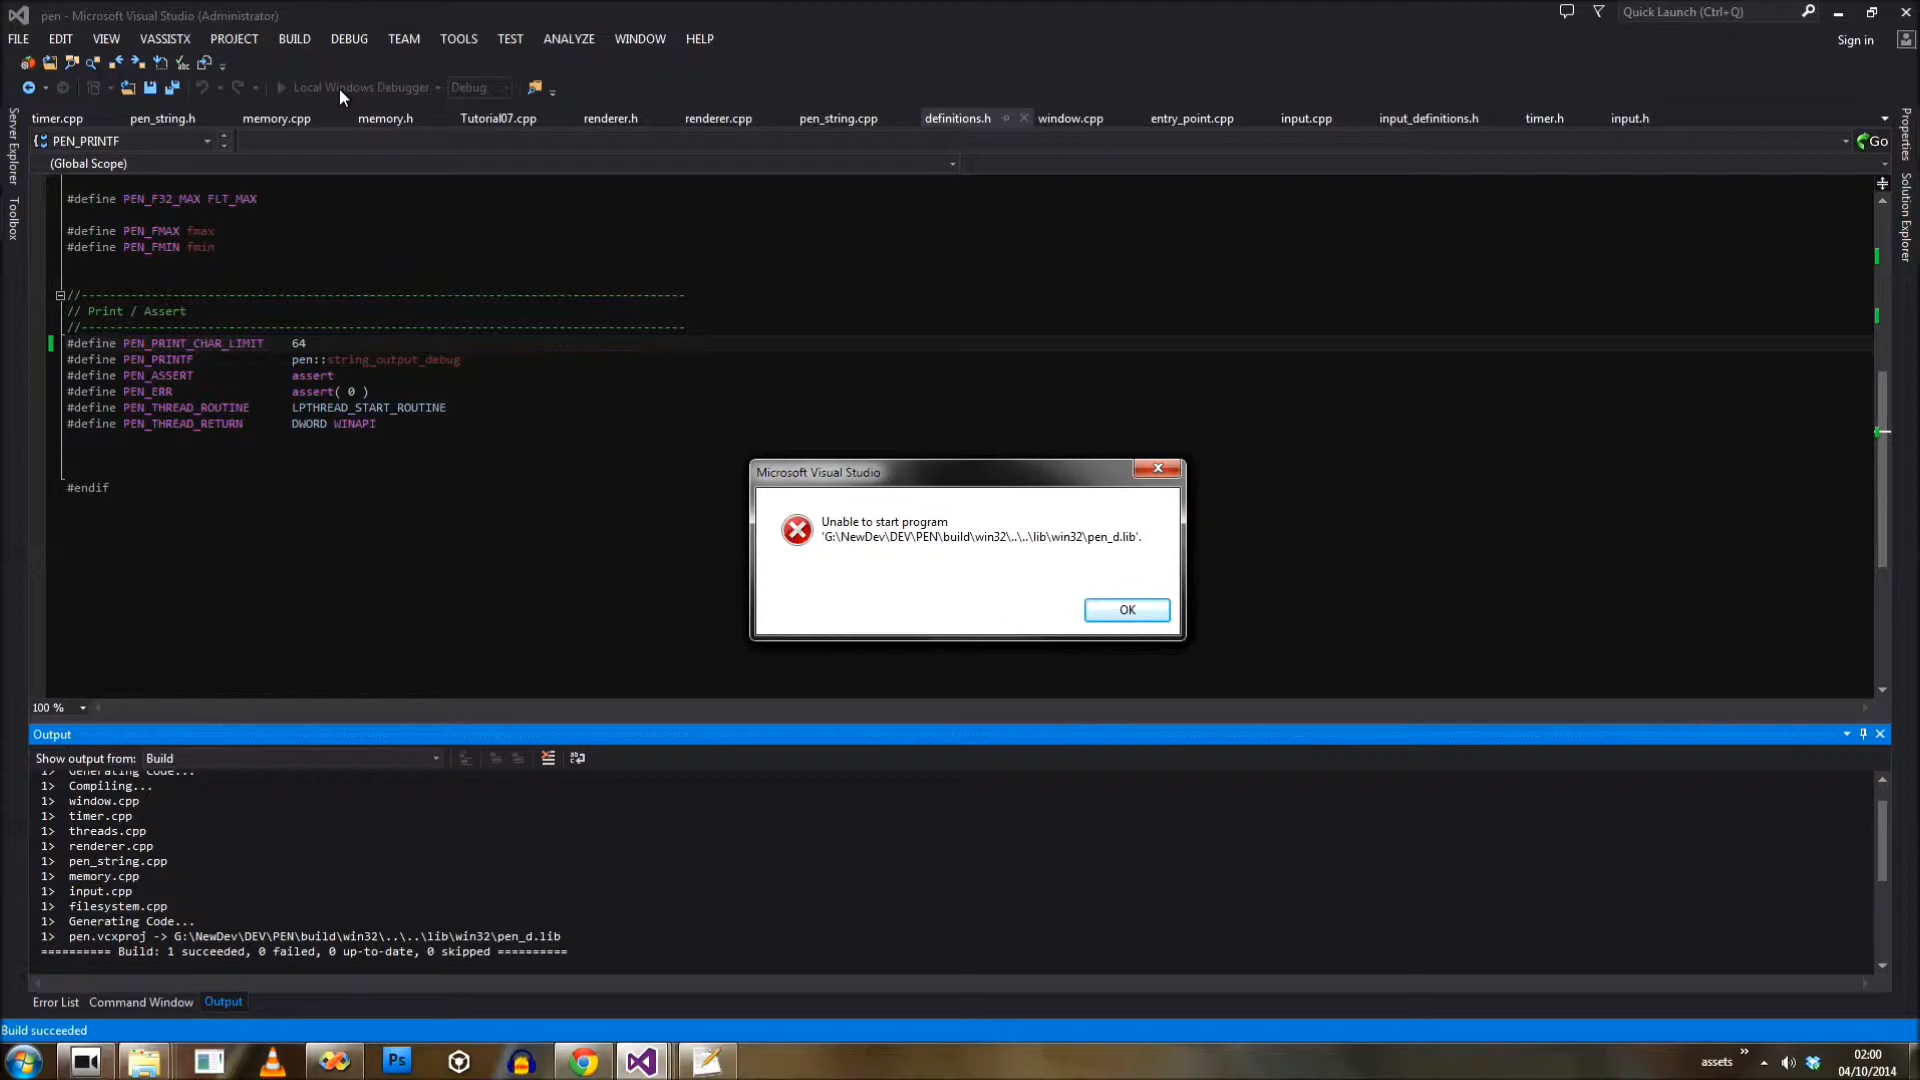 pen - Microsoft Visual Studio (Administrator)
Quick Launch (Ctrl+Q)
FILE EDIT VIEW VASSISTX PROJECT BUILD DEBUG TEAM TOOLS TEST ANALYZE WINDOW HELP
Sign in
Local Windows Debugger Debug
timer.cpp pen_string.h memory.cpp memory.h Tutorial07.cpp renderer.h renderer.cpp pen_string.cpp definitions.h window.cpp entry_point.cpp input.cpp input_definitions.h timer.h input.h
PEN_PRINTF
Go
(Global Scope)
Server Explorer
Toolbox
Properties
Solution Explorer
#define PEN_F32_MAX FLT_MAX
#define PEN_FMAX fmax
#define PEN_FMIN fmin
//--------------------------------------------------------------------------------------
// Print / Assert
//--------------------------------------------------------------------------------------
#define PEN_PRINT_CHAR_LIMIT 64
#define PEN_PRINTF pen::string_output_debug
#define PEN_ASSERT assert
#define PEN_ERR assert( 0 )
#define PEN_THREAD_ROUTINE LPTHREAD_START_ROUTINE
#define PEN_THREAD_RETURN DWORD WINAPI
#endif
Microsoft Visual Studio
Unable to start program
'G:\NewDev\DEV\PEN\build\win32\..\..\lib\win32\pen_d.lib'.
OK
100 %
Output
Show output from: Build
1> Generating Code...
1> Compiling...
1> window.cpp
1> timer.cpp
1> threads.cpp
1> renderer.cpp
1> pen_string.cpp
1> memory.cpp
1> input.cpp
1> filesystem.cpp
1> Generating Code...
1> pen.vcxproj -> G:\NewDev\DEV\PEN\build\win32\..\..\lib\win32\pen_d.lib
========== Build: 1 succeeded, 0 failed, 0 up-to-date, 0 skipped ==========
Error List Command Window Output
Build succeeded
Ps
assets
02:00
04/10/2014